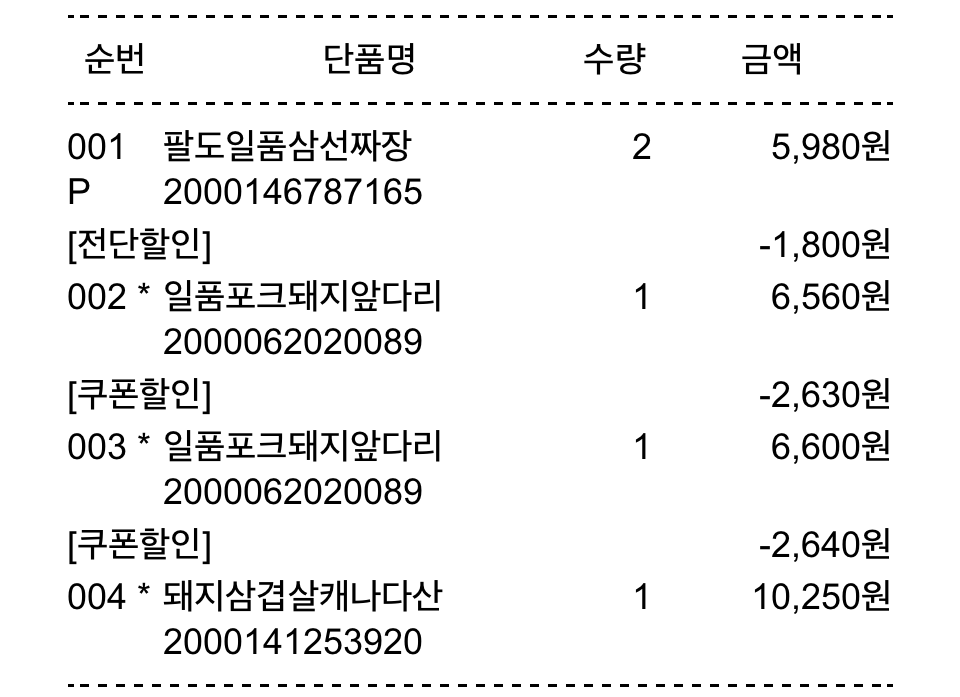 순번 단품명 수량 금액
001 팔도일품삼선짜장 2 5,980원
P 2000146787165
[전단할인] -1,800원
002 * 일품포크돼지앞다리 1 6,560원
2000062020089
[쿠폰할인] -2,630원
003 * 일품포크돼지앞다리 1 6,600원
2000062020089
[쿠폰할인] -2,640원
004 * 돼지삼겹살캐나다산 1 10,250원
2000141253920